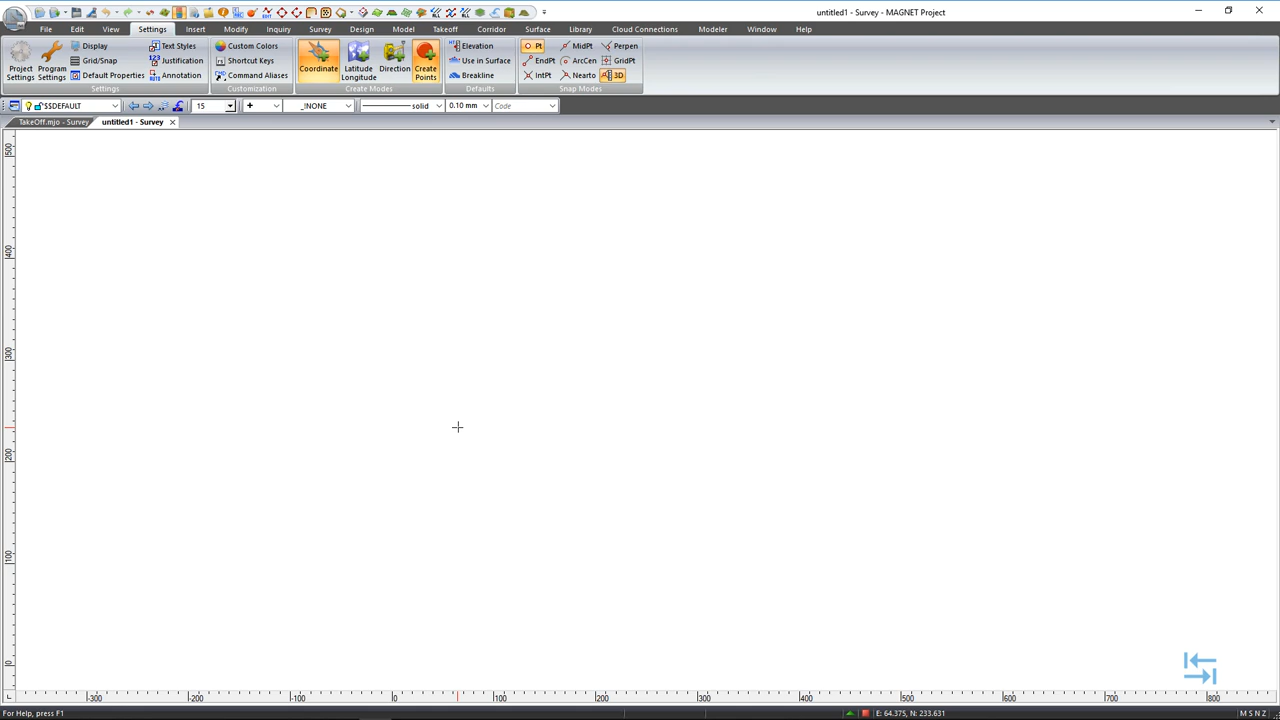 untitled1 - Survey - MAGNET Project
File Edit View Insert Settings Modify Inquiry Survey Design Model Takeoff Corridor Surface Library Cloud Connections Modeler Window Help
Project Settings
Program Settings
Display
Grid/Snap
Default Properties
Text Styles
Justification
Annotation
Settings
Custom Colors
Shortcut Keys
Command Aliases
Customization
Coordinate
Latitude Longitude
Direction
Create Points
Create Modes
Elevation
Use in Surface
Breakline
Defaults
Pt
EndPt
IntPt
MidPt
ArcCen
Nearto
Perpen
GridPt
3D
Snap Modes
$$DEFAULT 15 _!NONE solid 0.10 mm Code
TakeOff.mjo - Survey untitled1 - Survey
500
400
300
200
100
0
-300 -200 -100 0 100 200 300 400 500 600 700 800
For Help, press F1 E: 64.375, N: 233.631 M S N Z